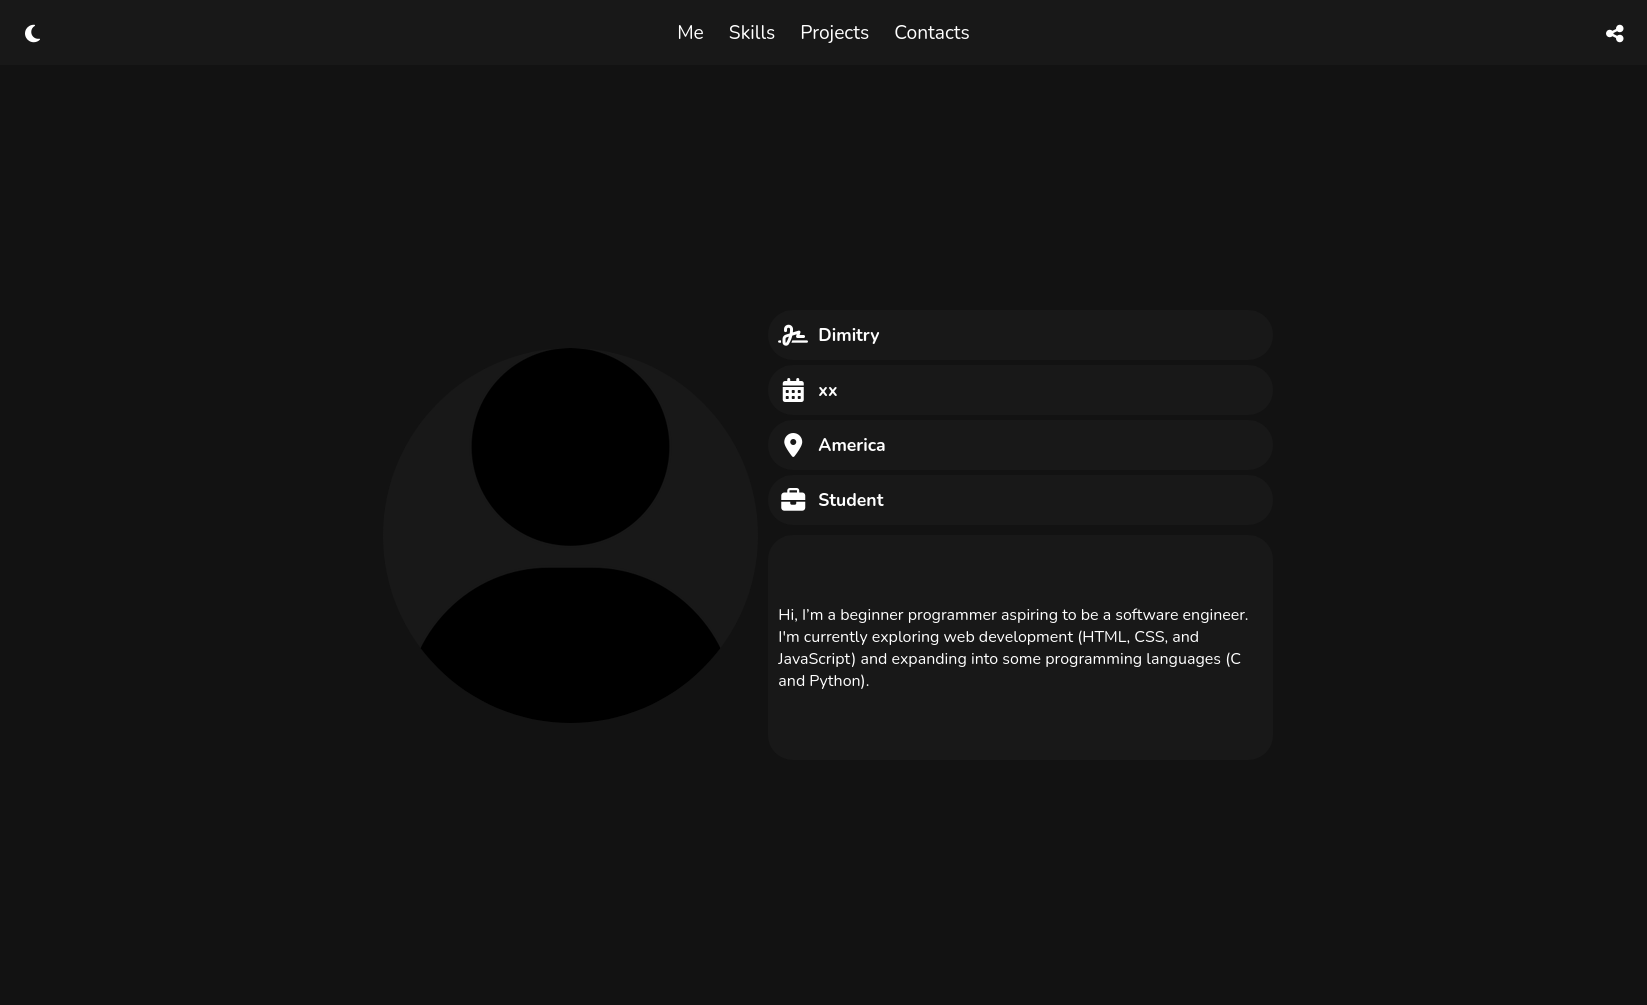 Me Skills Projects Contacts
Dimitry
xx
America
Student
Hi, I'm a beginner programmer aspiring to be a software engineer.
I'm currently exploring web development (HTML, CSS, and
JavaScript) and expanding into some programming languages (C
and Python).